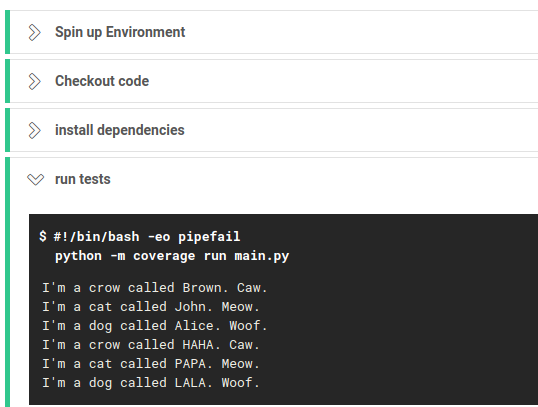 Spin up Environment
Checkout code
install dependencies
run tests
$ #!/bin/bash -eo pipefail
python -m coverage run main.py
I'm a crow called Brown. Caw.
I'm a cat called John. Meow.
I'm a dog called Alice. Woof.
I'm a crow called HAHA. Caw.
I'm a cat called PAPA. Meow.
I'm a dog called LALA. Woof.